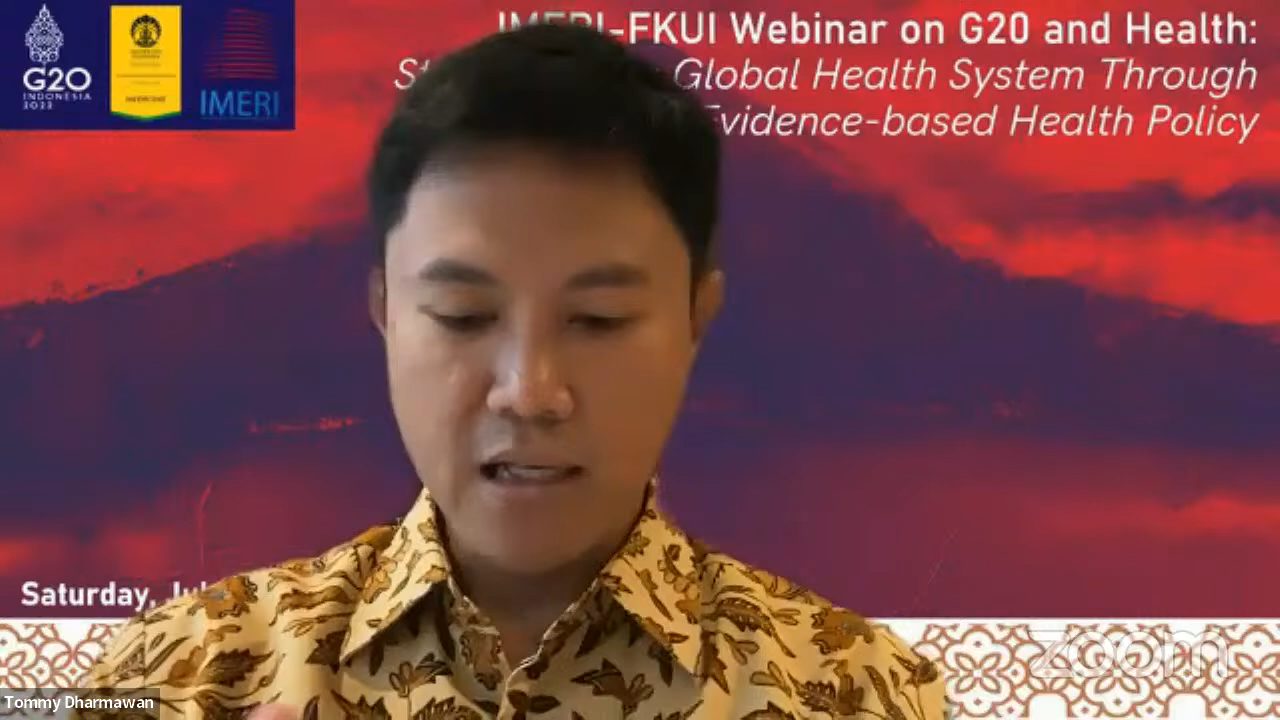 G20
INDONESIA
2022
IMERI
IMERI-FKUI Webinar on G20 and Health:
Global Health System Through
Evidence-based Health Policy
Saturday,
zoom
Tommy Dharmawan